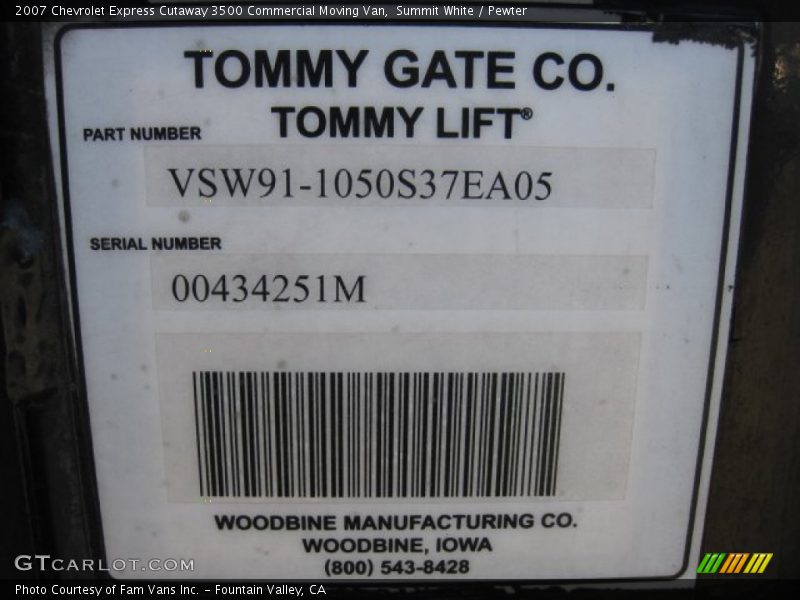 2007 Chevrolet Express Cutaway 3500 Commercial Moving Van, Summit White / Pewter
TOMMY GATE CO.
TOMMY LIFT®
PART NUMBER
VSW91-1050S37EA05
SERIAL NUMBER
00434251M
WOODBINE MANUFACTURING CO.
WOODBINE, IOWA
(800) 543-8428
GTCARLOT.COM
Photo Courtesy of Fam Vans Inc. - Fountain Valley, CA